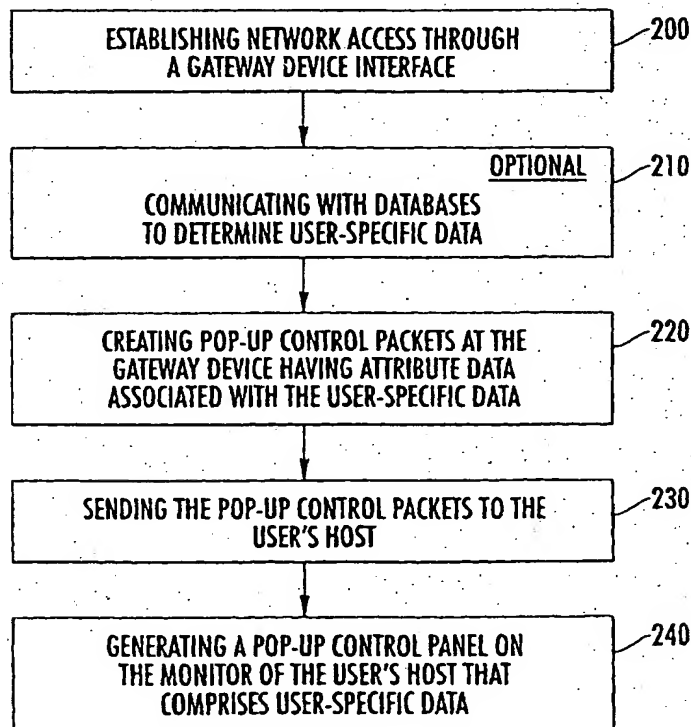 ESTABLISHING NETWORK ACCESS THROUGH
A GATEWAY DEVICE INTERFACE
200
OPTIONAL
210
COMMUNICATING WITH DATABASES
TO DETERMINE USER-SPECIFIC DATA
CREATING POP-UP CONTROL PACKETS AT THE
GATEWAY DEVICE HAVING ATTRIBUTE DATA
ASSOCIATED WITH THE USER-SPECIFIC DATA
220
SENDING THE POP-UP CONTROL PACKETS TO THE
USER'S HOST
230
GENERATING A POP-UP CONTROL PANEL ON
THE MONITOR OF THE USER'S HOST THAT
COMPRISES USER-SPECIFIC DATA
240